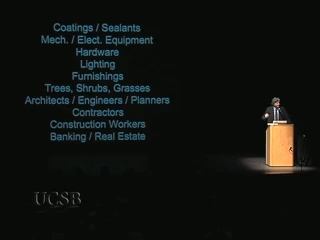 Coatings / Sealants
Mech. / Elect. Equipment
Hardware
Lighting
Furnishings
Trees, Shrubs, Grasses
Architects / Engineers / Planners
Contractors
Construction Workers
Banking / Real Estate
UCSB